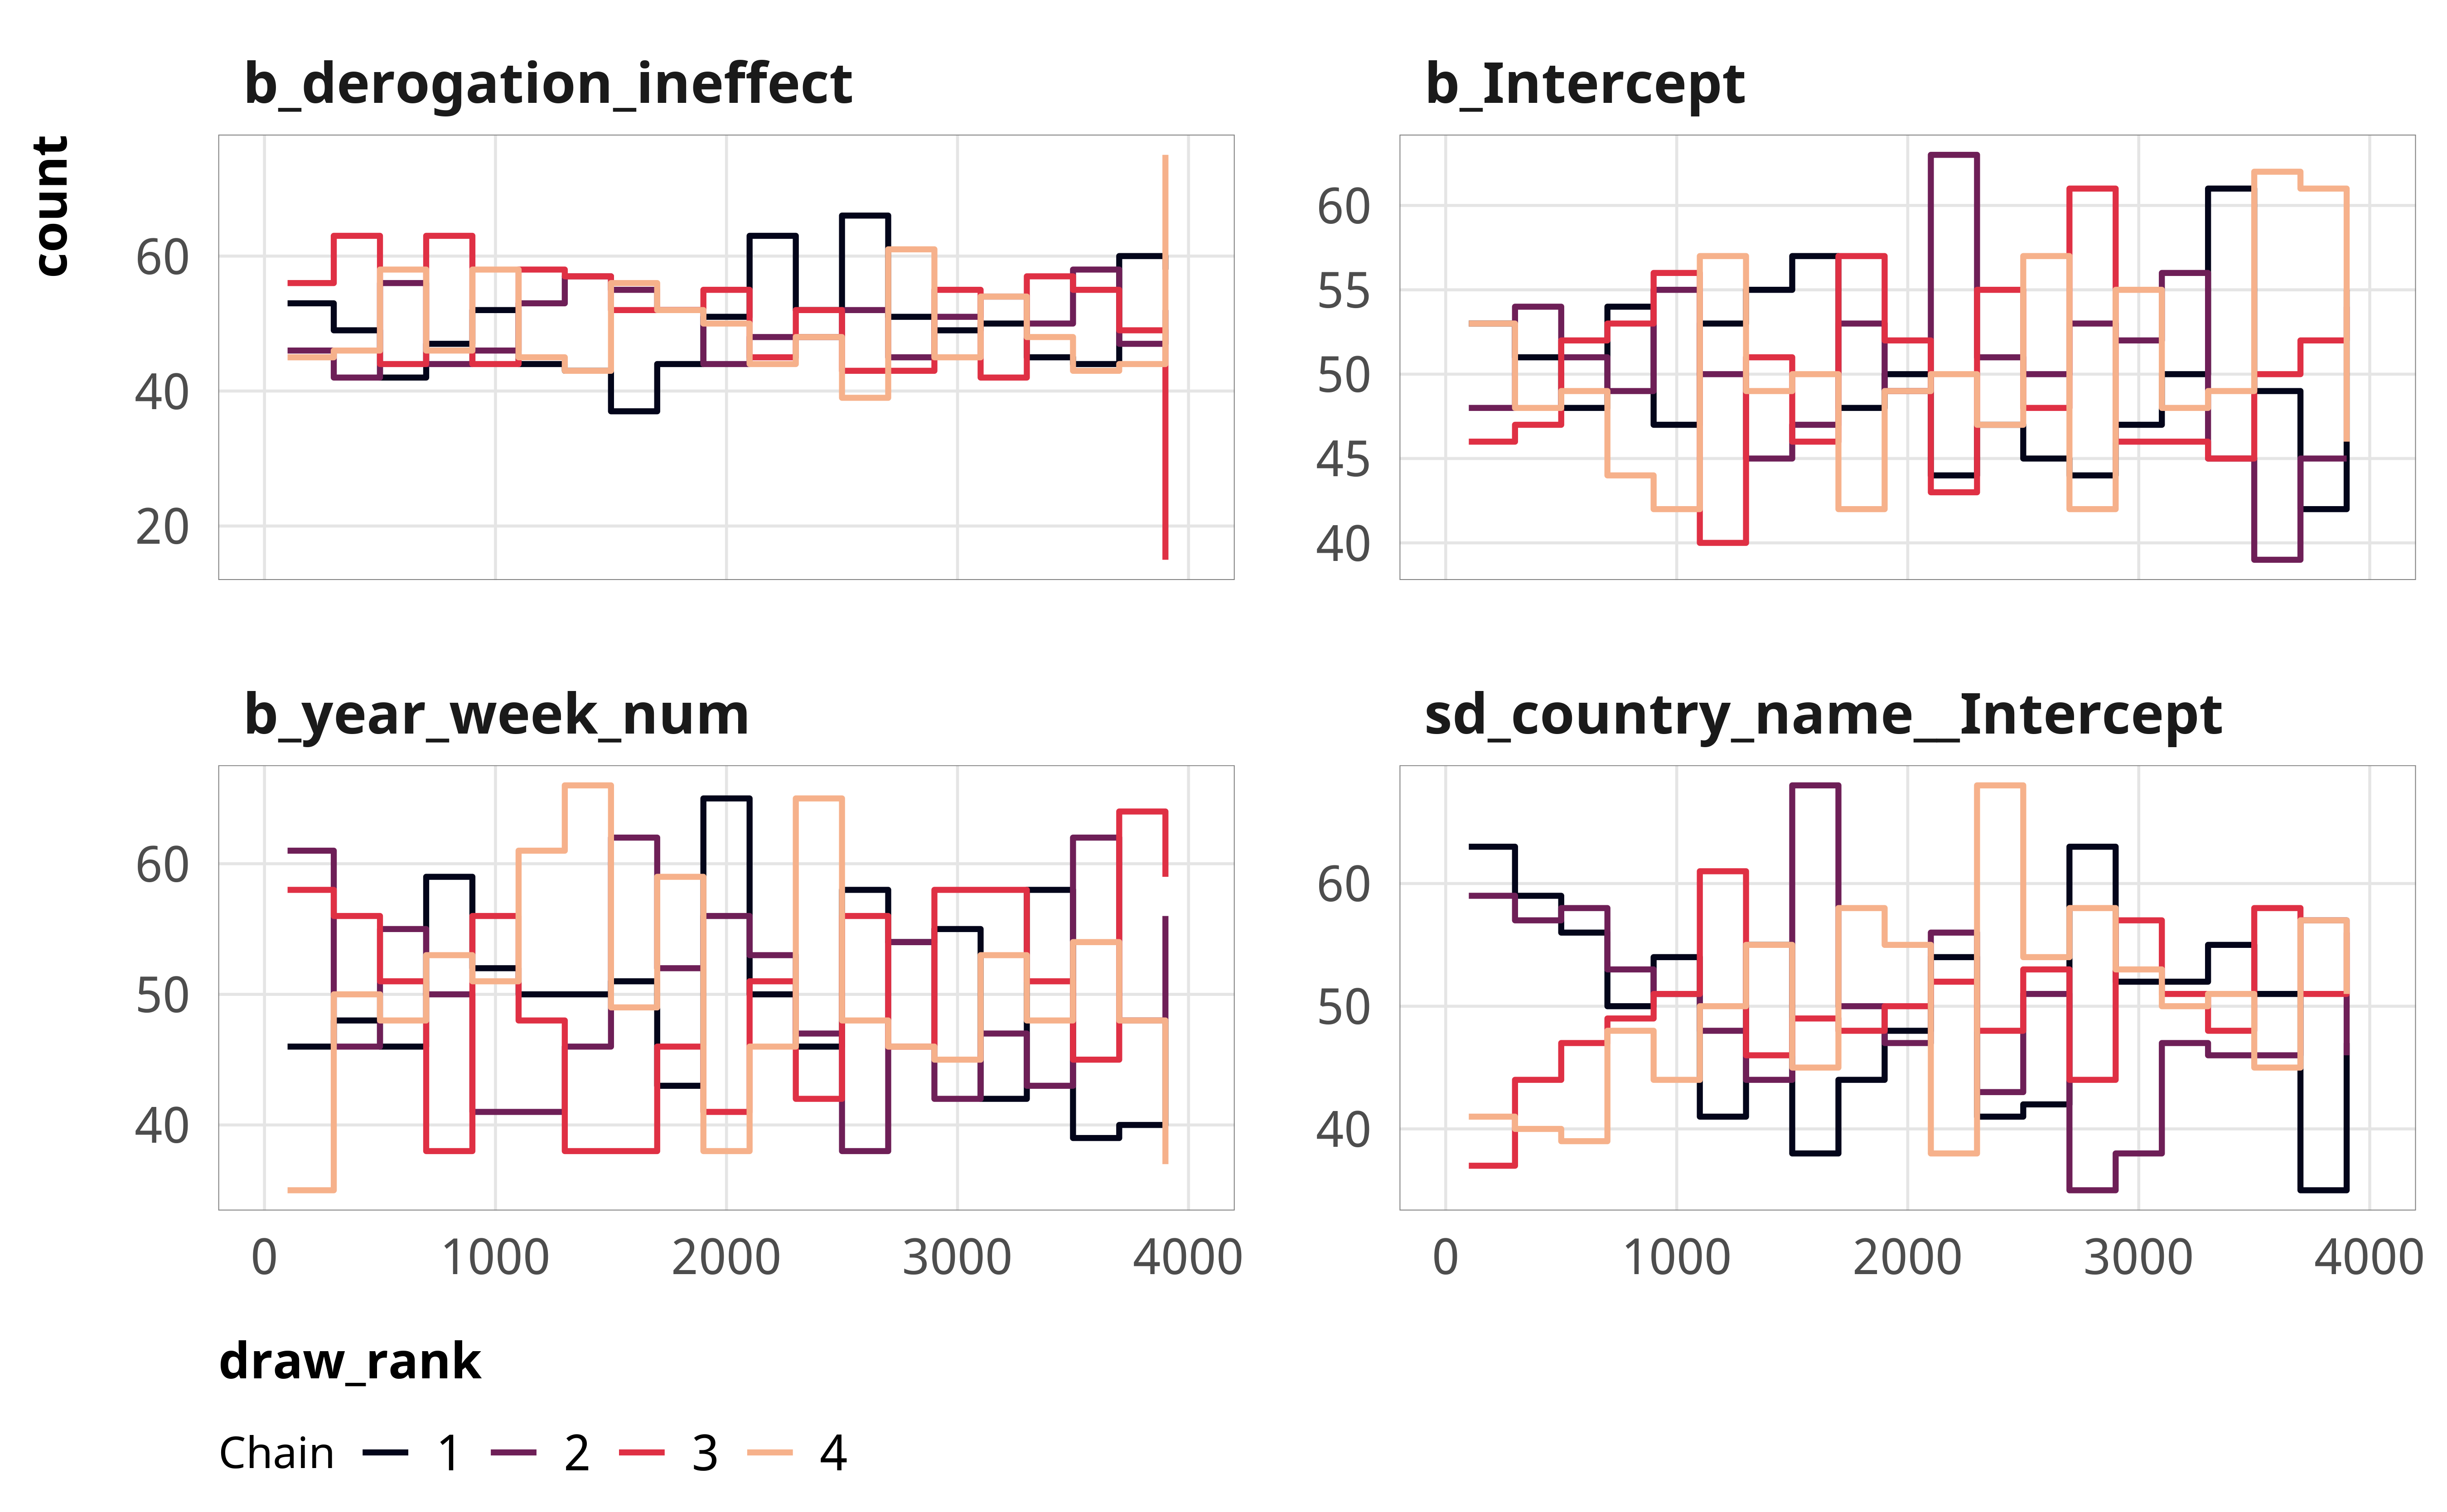 b_derogation_ineffect
b_Intercept
count
60
40
20
60
55
50
45
40
b_year_week_num
sd_country_name__Intercept
60
50
40
60
50
40
0 1000 2000 3000 4000
0 1000 2000 3000 4000
draw_rank
Chain 1 2 3 4